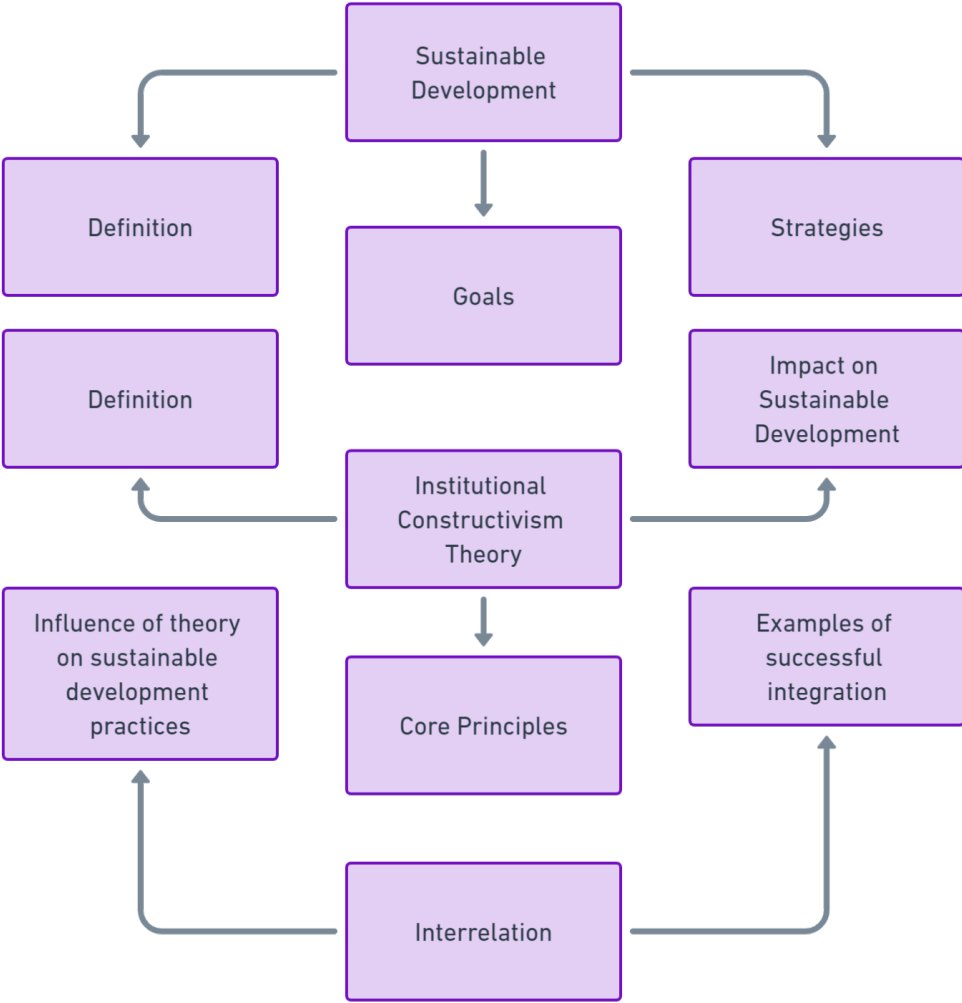 Sustainable
Development
Definition
Strategies
Goals
Definition
Impact on
Sustainable
Development
Institutional
Constructivism
Theory
Influence of theory
on sustainable
development
practices
Examples of
successful
integration
Core Principles
Interrelation